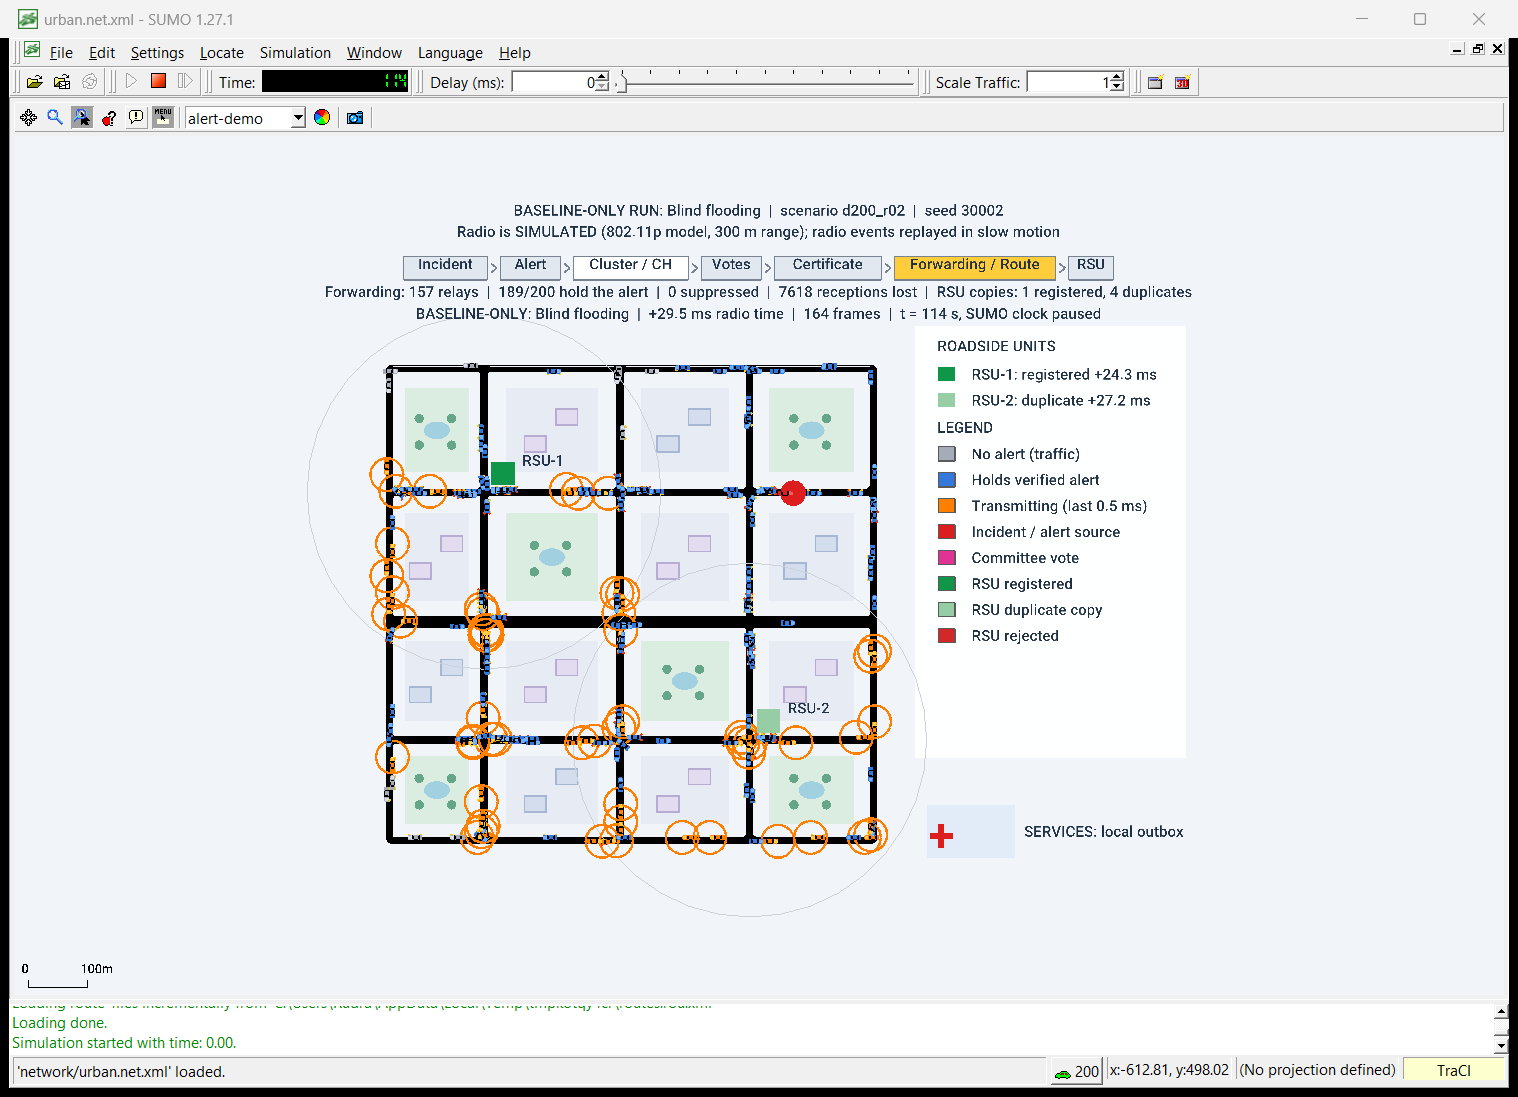 urban.net.xml - SUMO 1.27.1
File Edit Settings Locate Simulation Window Language Help
Time: 114 Delay (ms): 0 Scale Traffic: 1
MENU alert-demo
BASELINE-ONLY RUN: Blind flooding | scenario d200_r02 | seed 30002
Radio is SIMULATED (802.11p model, 300 m range); radio events replayed in slow motion
Incident > Alert > Cluster / CH > Votes > Certificate > Forwarding / Route > RSU
Forwarding: 157 relays | 189/200 hold the alert | 0 suppressed | 7618 receptions lost | RSU copies: 1 registered, 4 duplicates
BASELINE-ONLY: Blind flooding | +29.5 ms radio time | 164 frames | t = 114 s, SUMO clock paused
ROADSIDE UNITS
RSU-1: registered +24.3 ms
RSU-2: duplicate +27.2 ms
LEGEND
No alert (traffic)
Holds verified alert
Transmitting (last 0.5 ms)
Incident / alert source
Committee vote
RSU registered
RSU duplicate copy
RSU rejected
RSU-1
RSU-2
SERVICES: local outbox
0 100m
Loading done.
Simulation started with time: 0.00.
'network/urban.net.xml' loaded.
200 x:-612.81, y:498.02 (No projection defined) TraCI